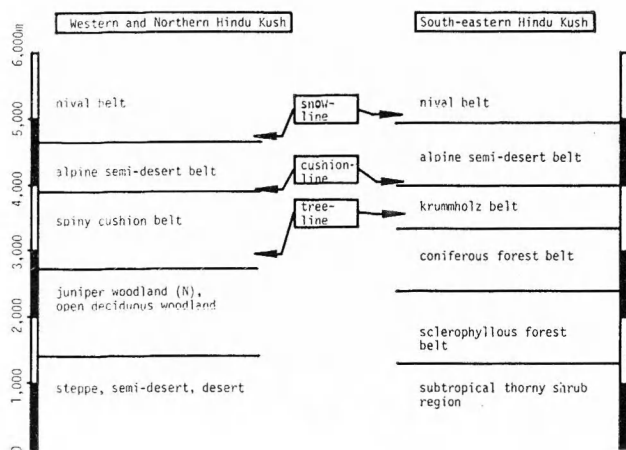 Western and Northern Hindu Kush
South-eastern Hindu Kush
6,000m
5,000
4,000
3,000
2,000
1,000
0
nival belt
alpine semi-desert belt
spiny cushion belt
juniper woodland (N),
open deciduous woodland
steppe, semi-desert, desert
snow-
line
cushion-
line
tree-
line
nival belt
alpine semi-desert belt
krummholz belt
coniferous forest belt
sclerophyllous forest
belt
subtropical thorny shrub
region